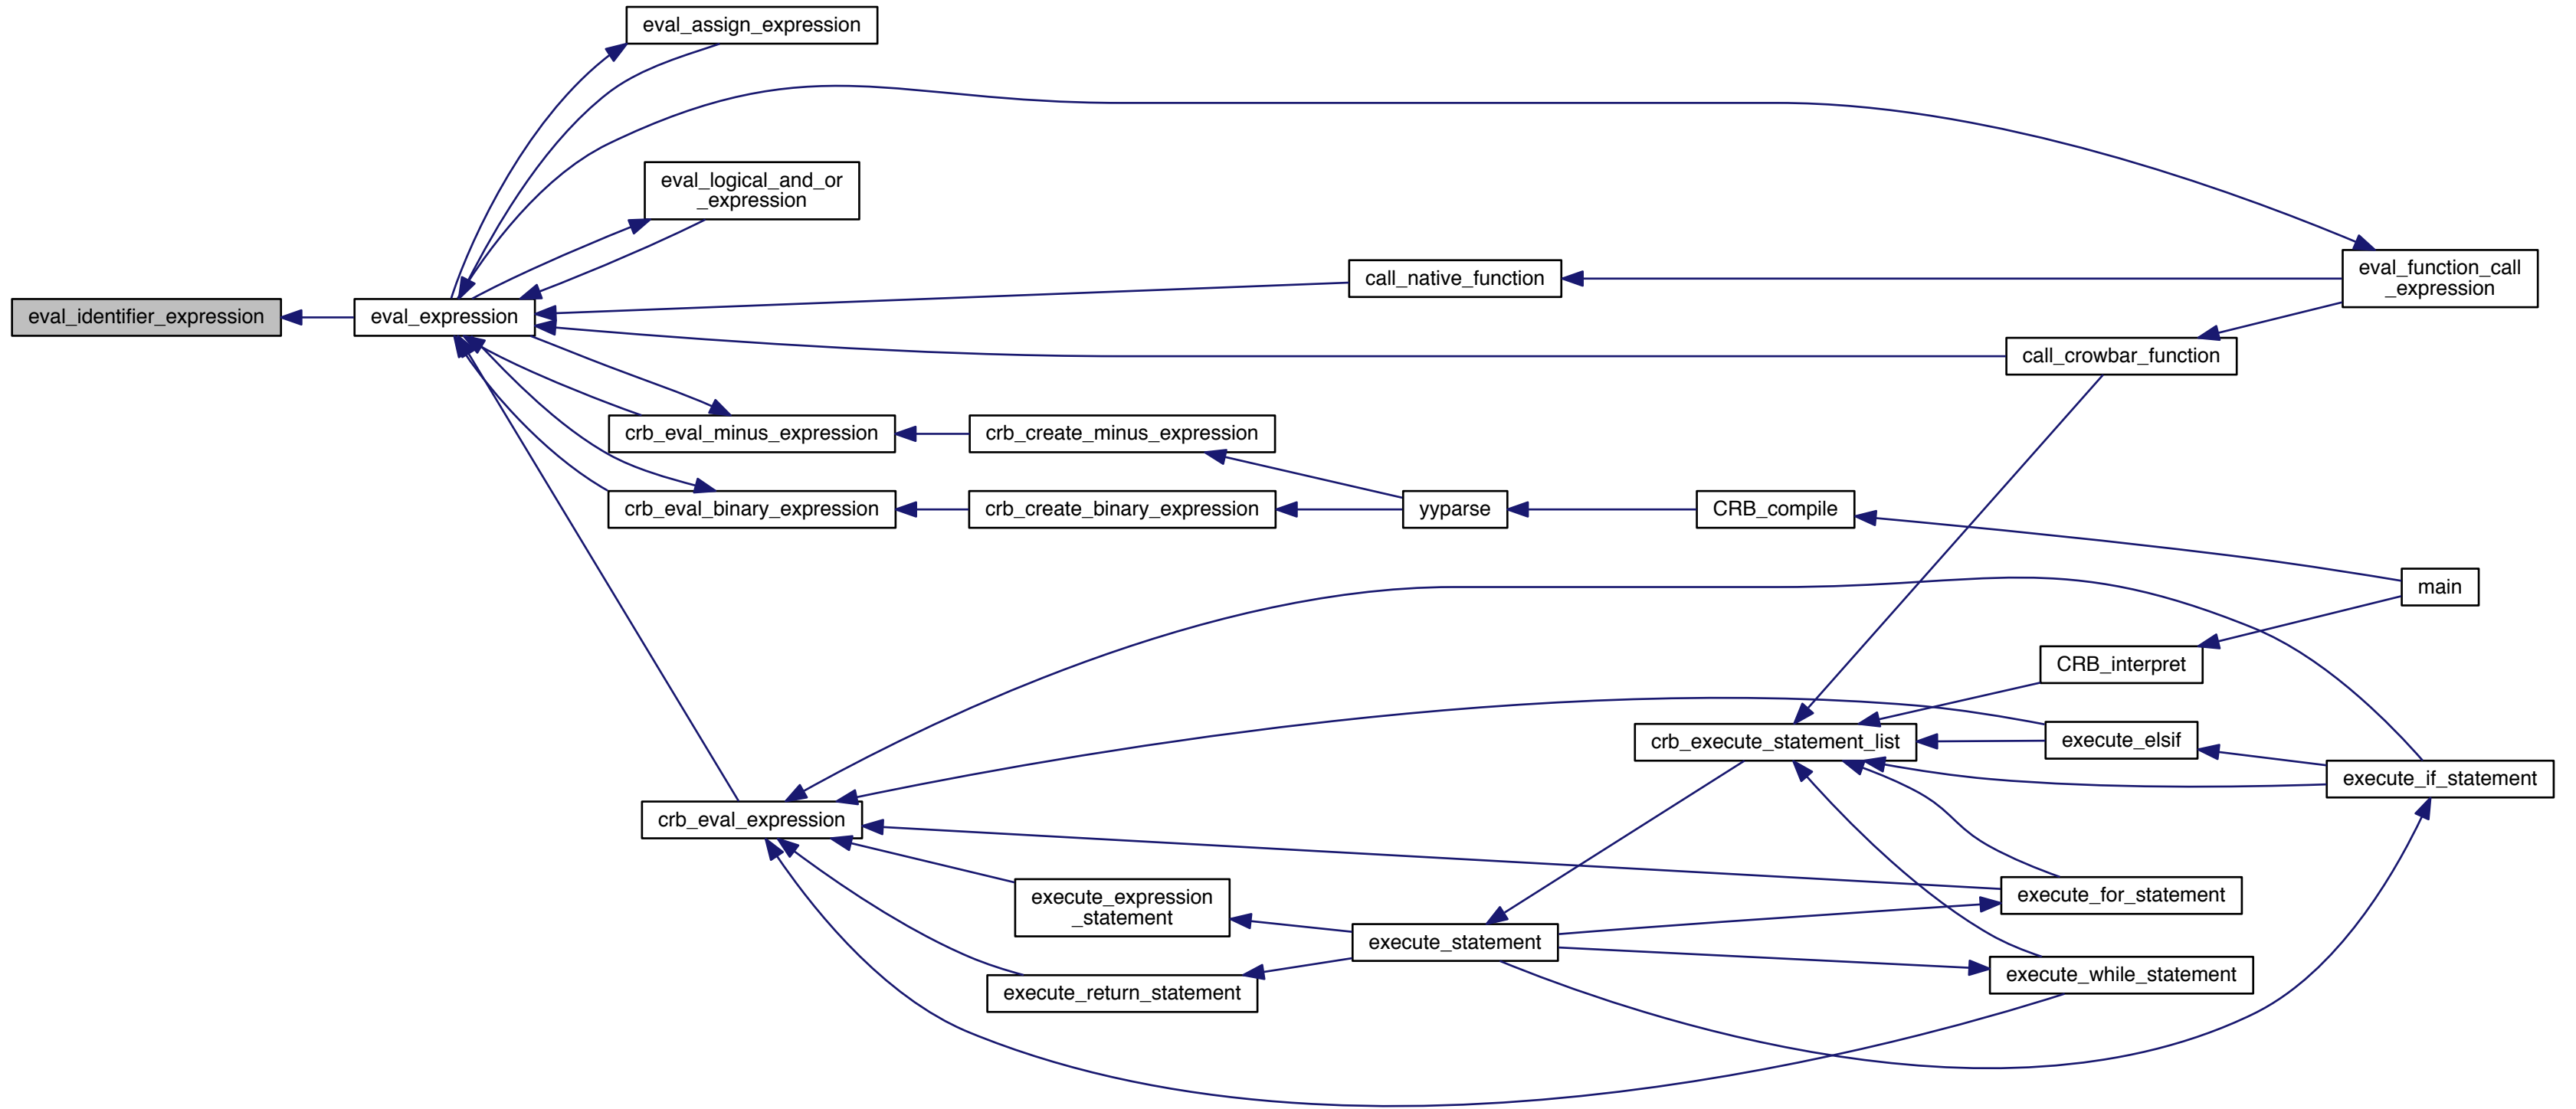 eval_assign_expression
eval_logical_and_or
_expression
eval_function_call
_expression
call_native_function
eval_identifier_expression
eval_expression
call_crowbar_function
crb_eval_minus_expression
crb_create_minus_expression
crb_eval_binary_expression
crb_create_binary_expression
yyparse
CRB_compile
main
CRB_interpret
crb_execute_statement_list
execute_elsif
execute_if_statement
crb_eval_expression
execute_expression
_statement
execute_for_statement
execute_statement
execute_while_statement
execute_return_statement